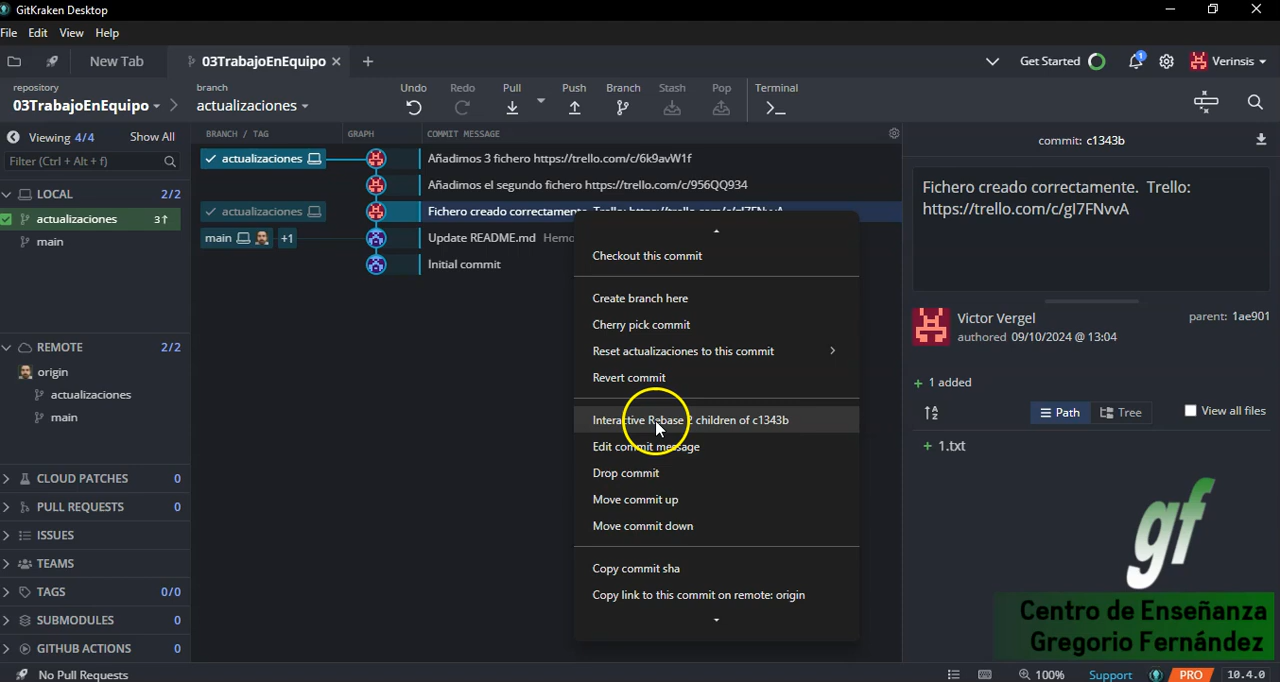 GitKraken Desktop
File Edit View Help
New Tab
03TrabajoEnEquipo
Get Started
1
Verinsis
repository
03TrabajoEnEquipo
branch
actualizaciones
Undo
Redo
Pull
Push
Branch
Stash
Pop
Terminal
Viewing 4/4 Show All
Filter (Ctrl + Alt + f)
LOCAL 2/2
actualizaciones 3
main
REMOTE 2/2
origin
actualizaciones
main
CLOUD PATCHES 0
PULL REQUESTS 0
ISSUES
TEAMS
TAGS 0/0
SUBMODULES 0
GITHUB ACTIONS 0
BRANCH / TAG GRAPH COMMIT MESSAGE
actualizaciones Añadimos 3 fichero https://trello.com/c/6k9avW1f
Añadimos el segundo fichero https://trello.com/c/956QQ934
actualizaciones Fichero creado correctamente.
main +1 Update README.md Hemo
Initial commit
Checkout this commit
Create branch here
Cherry pick commit
Reset actualizaciones to this commit
Revert commit
Interactive Rebase 2 children of c1343b
Edit commit message
Drop commit
Move commit up
Move commit down
Copy commit sha
Copy link to this commit on remote: origin
commit: c1343b
Fichero creado correctamente. Trello:
https://trello.com/c/gI7FNvvA
Victor Vergel
authored 09/10/2024 @ 13:04
parent: 1ae901
+ 1 added
Path Tree View all files
+ 1.txt
gf
Centro de Enseñanza
Gregorio Fernández
No Pull Requests
100% Support PRO 10.4.0